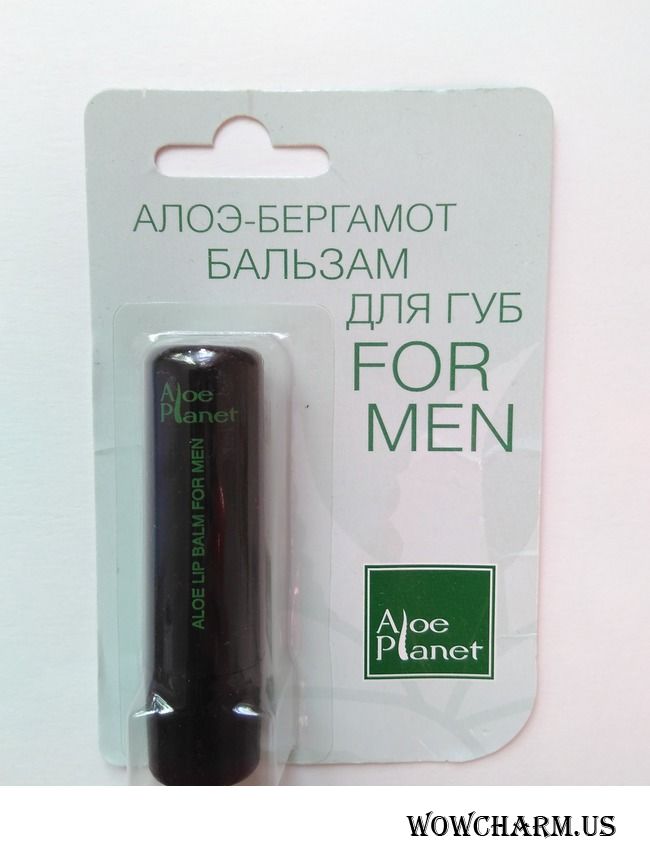 АЛОЭ-БЕРГАМОТ
БАЛЬЗАМ
ДЛЯ ГУБ
FOR
MEN
Aloe
Planet
ALOE LIP BALM FOR MEN
Aloe
Planet
WOWCHARM.US